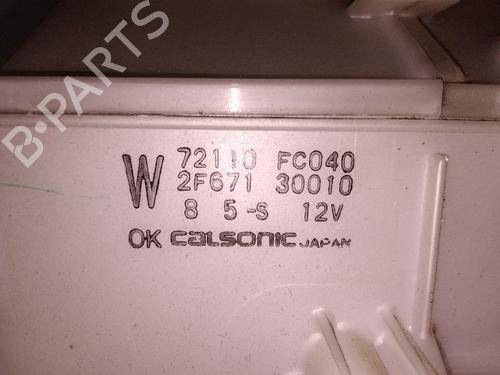 B-PARTS
W 72110 FC040
2F671 30010
8 5-S 12V
OK CALSONIC JAPAN